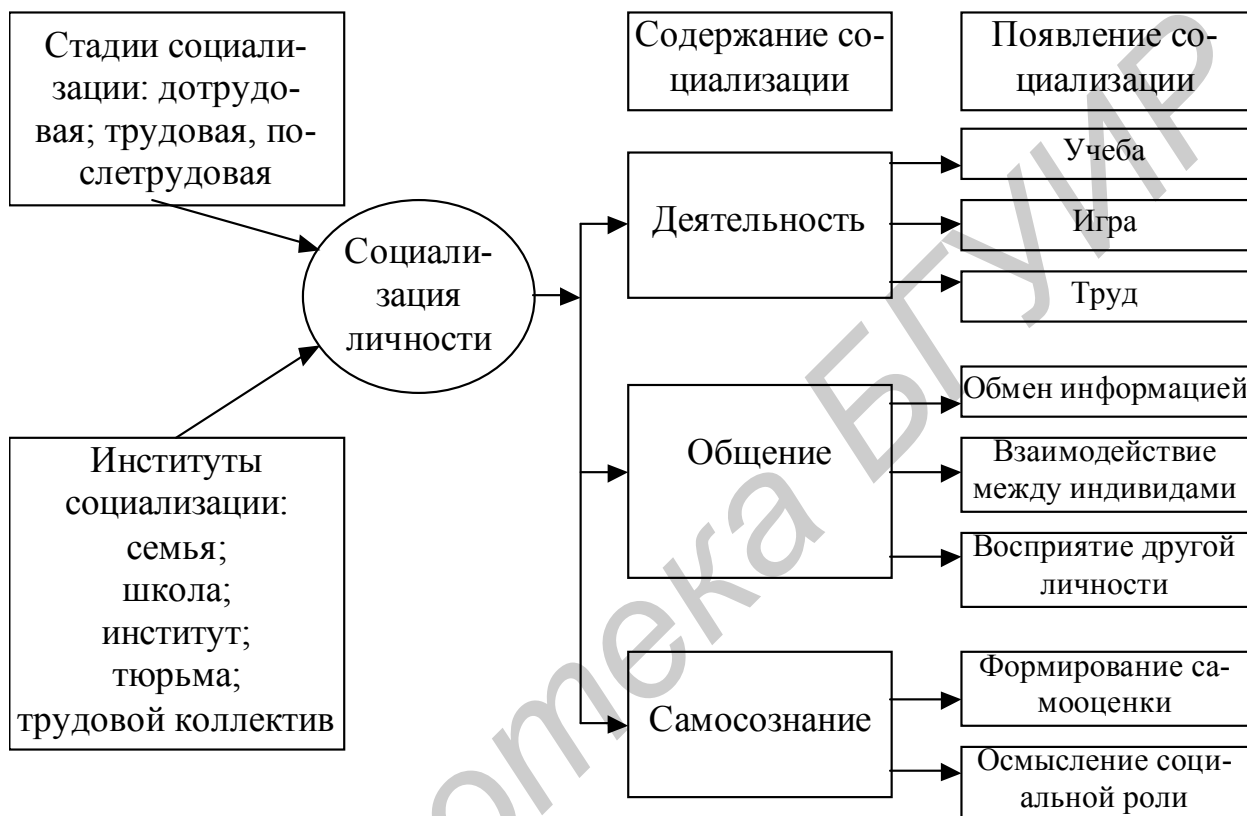 Стадии социали-
зации: дотрудо-
вая; трудовая, по-
слетрудовая
Институты
социализации:
семья;
школа;
институт;
тюрьма;
трудовой коллектив
Социали-
зация
личности
Содержание со-
циализации
Деятельность
Общение
Самосознание
Появление со-
циализации
Учеба
Игра
Труд
Обмен информацией
Взаимодействие
между индивидами
Восприятие другой
личности
Формирование са-
мооценки
Осмысление соци-
альной роли
отека БГУИР